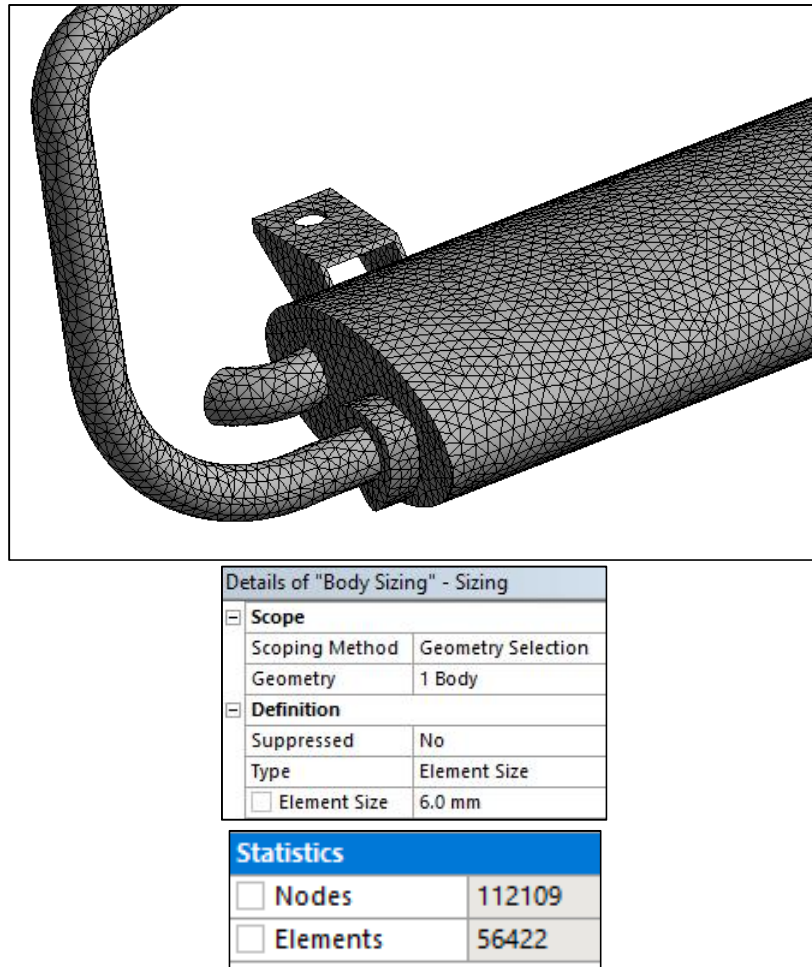 Details of "Body Sizing" - Sizing
Scope
Scoping Method Geometry Selection
Geometry 1 Body
Definition
Suppressed No
Type Element Size
Element Size 6.0 mm
Statistics
Nodes 112109
Elements 56422